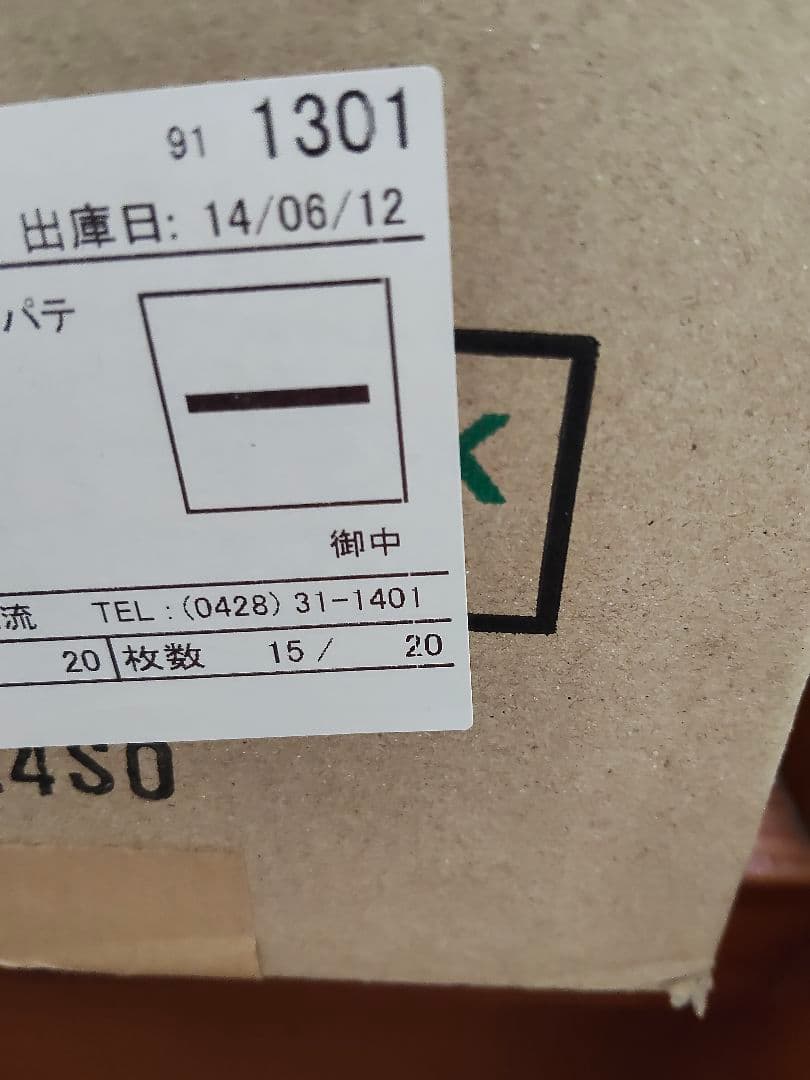 91 1301
出庫日: 14/06/12
パテ
御中
流 TEL:(0428)31-1401
20 枚数 15/ 20
K
4SO